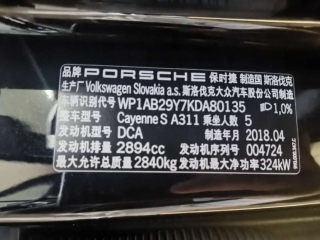 品牌 PORSCHE 保时捷 制造国 斯洛伐克
生产厂 Volkswagen Slovakia a.s. 斯洛伐克大众汽车股份公司制造
车辆识别代号 WP1AB29Y7KDA80135 1,0%
整车型号 Cayenne S A311 乘坐人数 5
发动机型号 DCA 制造年月 2018.04
发动机排量 2894cc 发动机序列号 004724
最大允许总质量 2840kg 发动机最大净功率 324kW